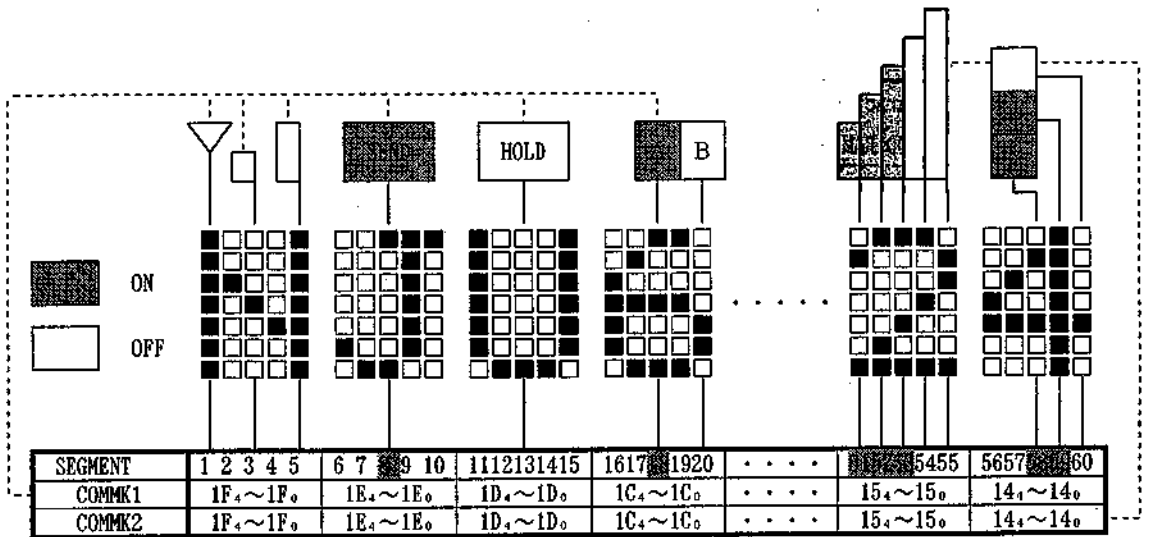 HOLD
B
ON
OFF
SEGMENT 1 2 3 4 5 6 7 9 10 1112131415 1617 1920 · · · · 5455 5657 60
COMMK1 1F₄～1F₀ 1E₄～1E₀ 1D₄～1D₀ 1C₄～1C₀ · · · · 15₄～15₀ 14₄～14₀
COMMK2 1F₄～1F₀ 1E₄～1E₀ 1D₄～1D₀ 1C₄～1C₀ · · · · 15₄～15₀ 14₄～14₀